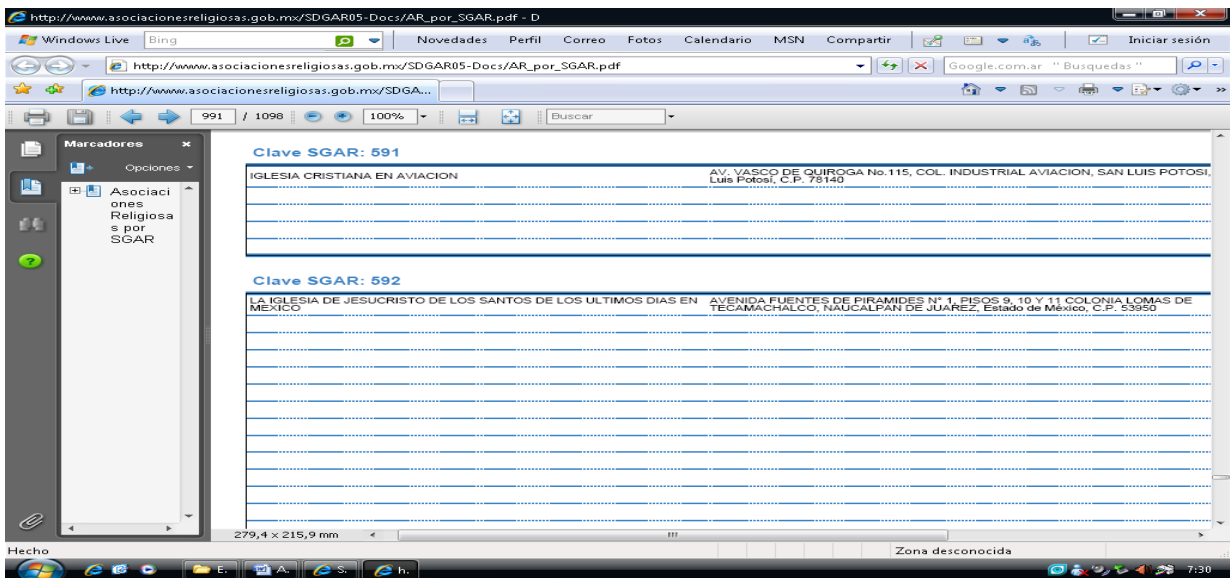 http://www.asociacionesreligiosas.gob.mx/SDGAR05-Docs/AR_por_SGAR.pdf - D
Windows Live Bing Novedades Perfil Correo Fotos Calendario MSN Compartir Iniciar sesión
http://www.asociacionesreligiosas.gob.mx/SDGAR05-Docs/AR_por_SGAR.pdf Google.com.ar "Busquedas"
http://www.asociacionesreligiosas.gob.mx/SDGA...
991 / 1098 100% Buscar
Marcadores
Opciones
Asociaci
ones
Religiosa
s por
SGAR
Clave SGAR: 591
IGLESIA CRISTIANA EN AVIACION
AV. VASCO DE QUIROGA No.115, COL. INDUSTRIAL AVIACION, SAN LUIS POTOSI,
Luis Potosí, C.P. 78140
Clave SGAR: 592
LA IGLESIA DE JESUCRISTO DE LOS SANTOS DE LOS ULTIMOS DIAS EN
MEXICO
AVENIDA FUENTES DE PIRAMIDES N° 1, PISOS 9, 10 Y 11 COLONIA LOMAS DE
TECAMACHALCO, NAUCALPAN DE JUAREZ, Estado de México, C.P. 53950
279,4 x 215,9 mm
Hecho Zona desconocida
E. A. S. h. 7:30